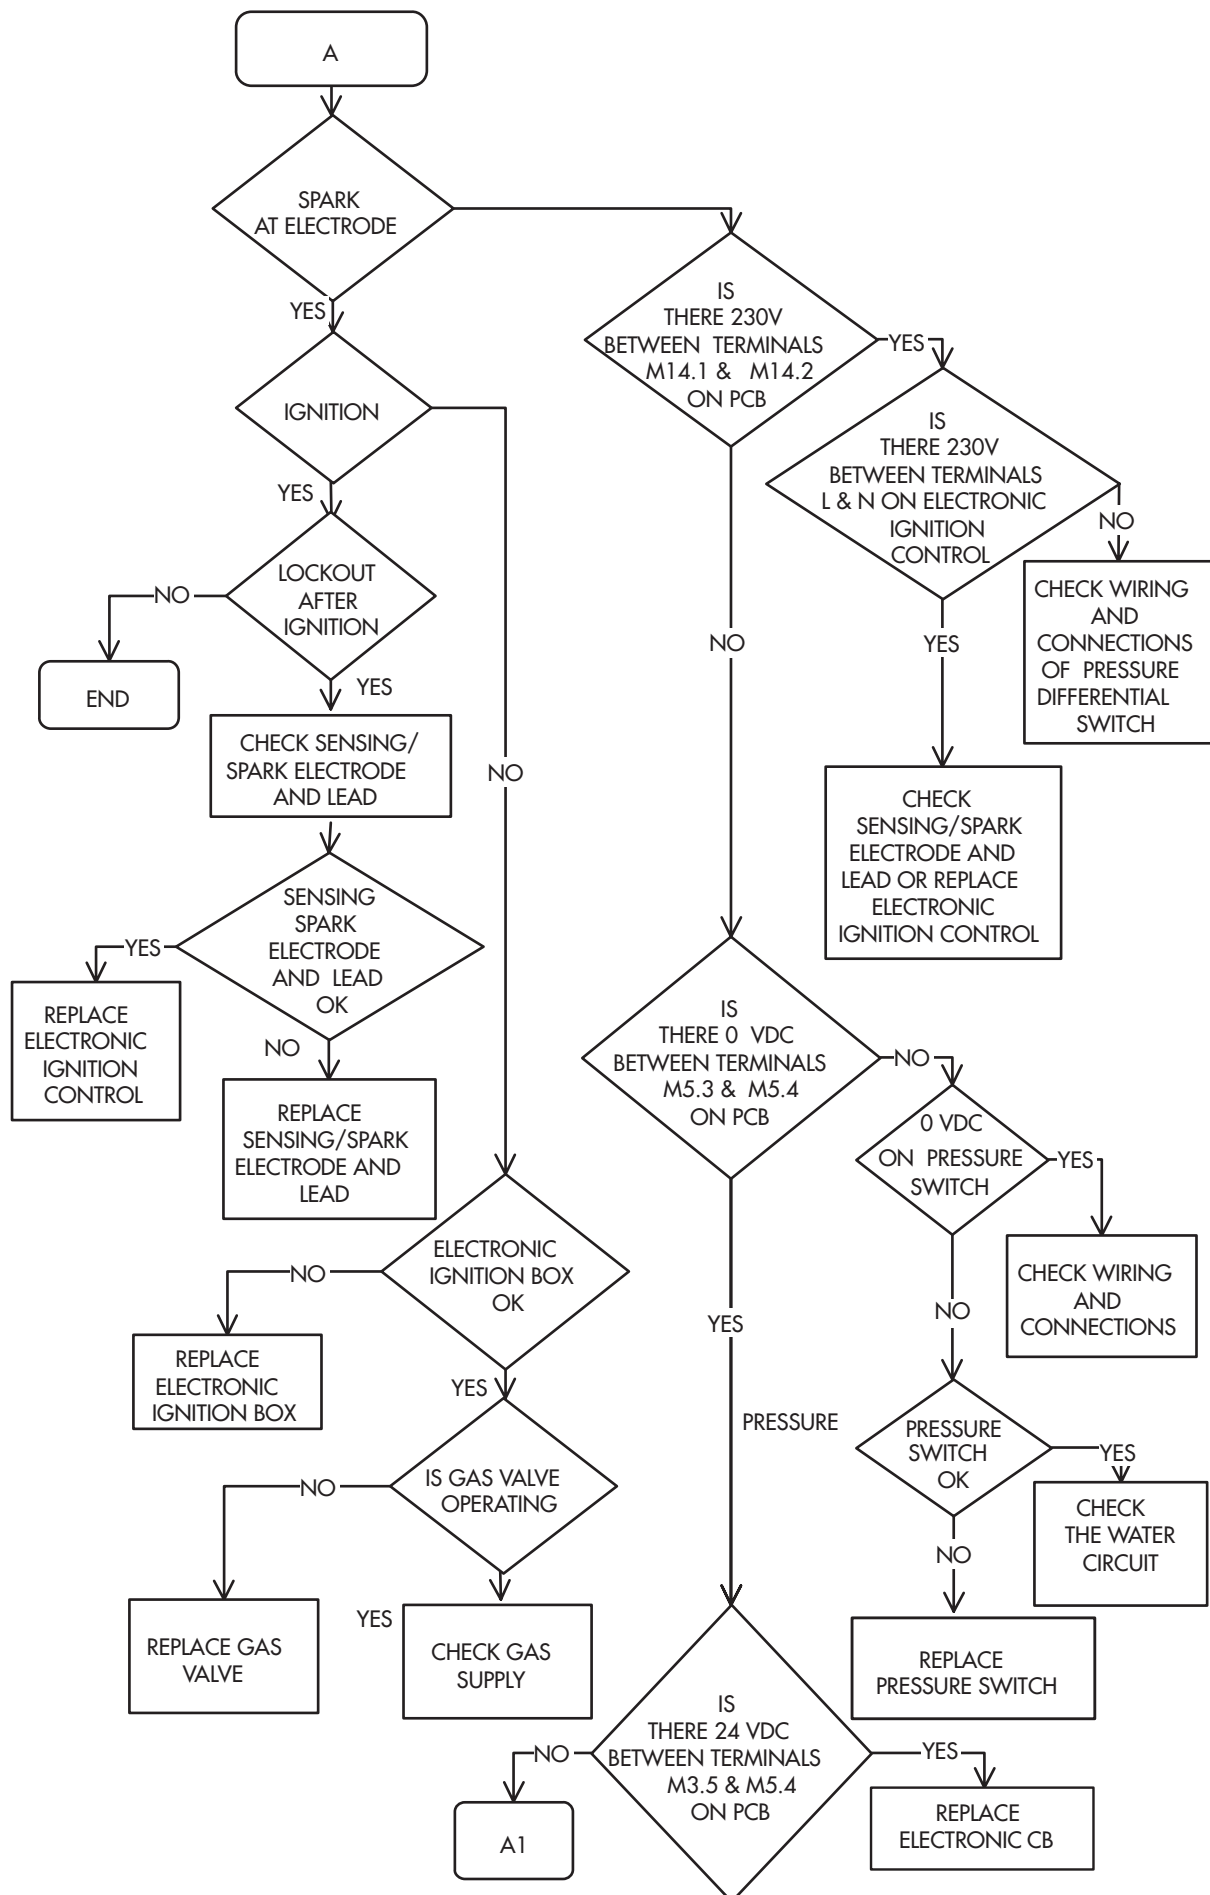 A
SPARK
AT ELECTRODE
YES
IS
THERE 230V
BETWEEN TERMINALS
M14.1 & M14.2
ON PCB
YES
IGNITION
IS
THERE 230V
BETWEEN TERMINALS
L & N ON ELECTRONIC
IGNITION
CONTROL
YES
NO
LOCKOUT
AFTER
IGNITION
NO
CHECK WIRING
AND
CONNECTIONS
OF PRESSURE
DIFFERENTIAL
SWITCH
NO
YES
END
YES
CHECK SENSING/
SPARK ELECTRODE
AND LEAD
NO
CHECK
SENSING/SPARK
ELECTRODE AND
LEAD OR REPLACE
ELECTRONIC
IGNITION CONTROL
SENSING
SPARK
ELECTRODE
AND LEAD
OK
YES
REPLACE
ELECTRONIC
IGNITION
CONTROL
NO
IS
THERE 0 VDC
BETWEEN TERMINALS
M5.3 & M5.4
ON PCB
NO
REPLACE
SENSING/SPARK
ELECTRODE AND
LEAD
0 VDC
ON PRESSURE
SWITCH
YES
ELECTRONIC
IGNITION BOX
OK
NO
CHECK WIRING
AND
CONNECTIONS
NO
YES
REPLACE
ELECTRONIC
IGNITION BOX
YES
PRESSURE
PRESSURE
SWITCH
OK
YES
IS GAS VALVE
OPERATING
NO
CHECK
THE WATER
CIRCUIT
NO
YES
REPLACE GAS
VALVE
CHECK GAS
SUPPLY
REPLACE
PRESSURE SWITCH
IS
THERE 24 VDC
BETWEEN TERMINALS
M3.5 & M5.4
ON PCB
NO
YES
A1
REPLACE
ELECTRONIC CB